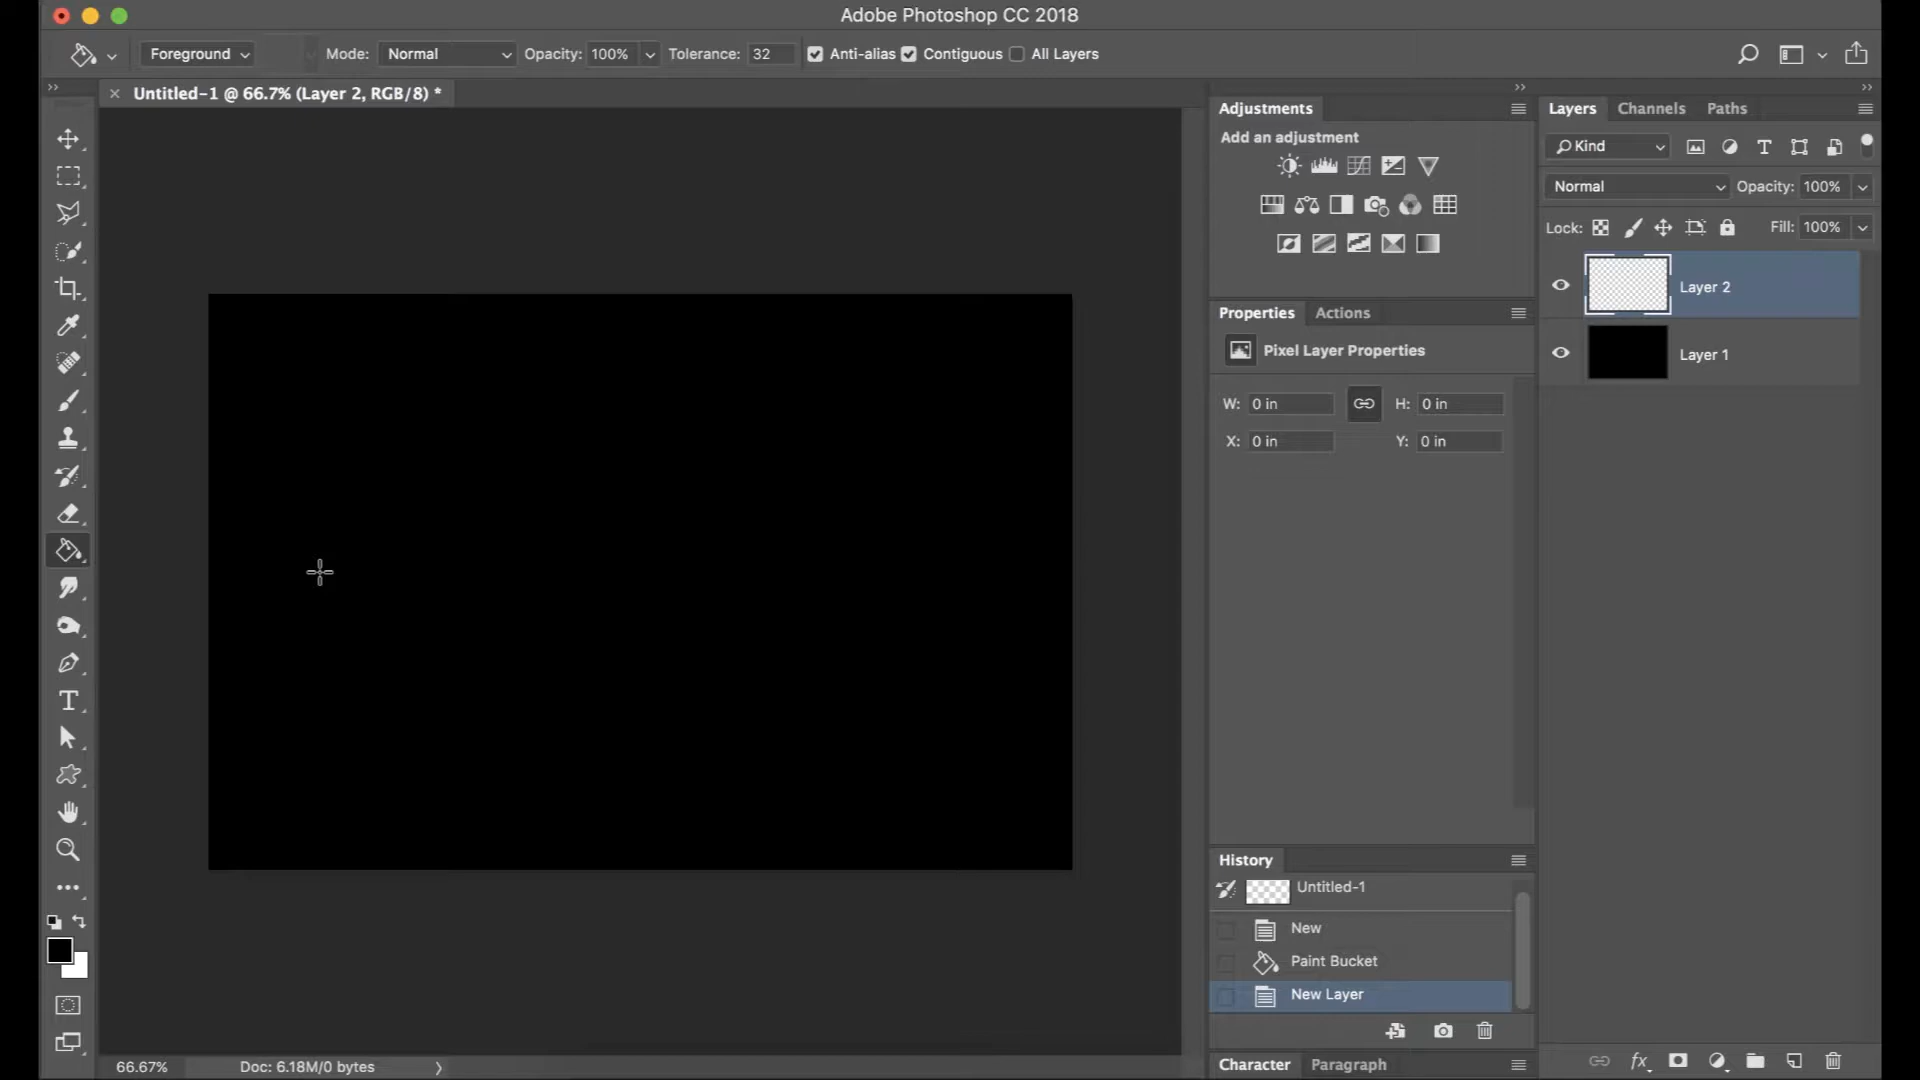 Adobe Photoshop CC 2018
Foreground Mode: Normal Opacity: 100% Tolerance: 32 Anti-alias Contiguous All Layers
Untitled-1 @ 66.7% (Layer 2, RGB/8) *
Adjustments
Add an adjustment
Properties Actions
Pixel Layer Properties
W: 0 in H: 0 in
X: 0 in Y: 0 in
History
Untitled-1
New
Paint Bucket
New Layer
Character Paragraph
Layers Channels Paths
Kind
Normal Opacity: 100%
Lock: Fill: 100%
Layer 2
Layer 1
66.67% Doc: 6.18M/0 bytes